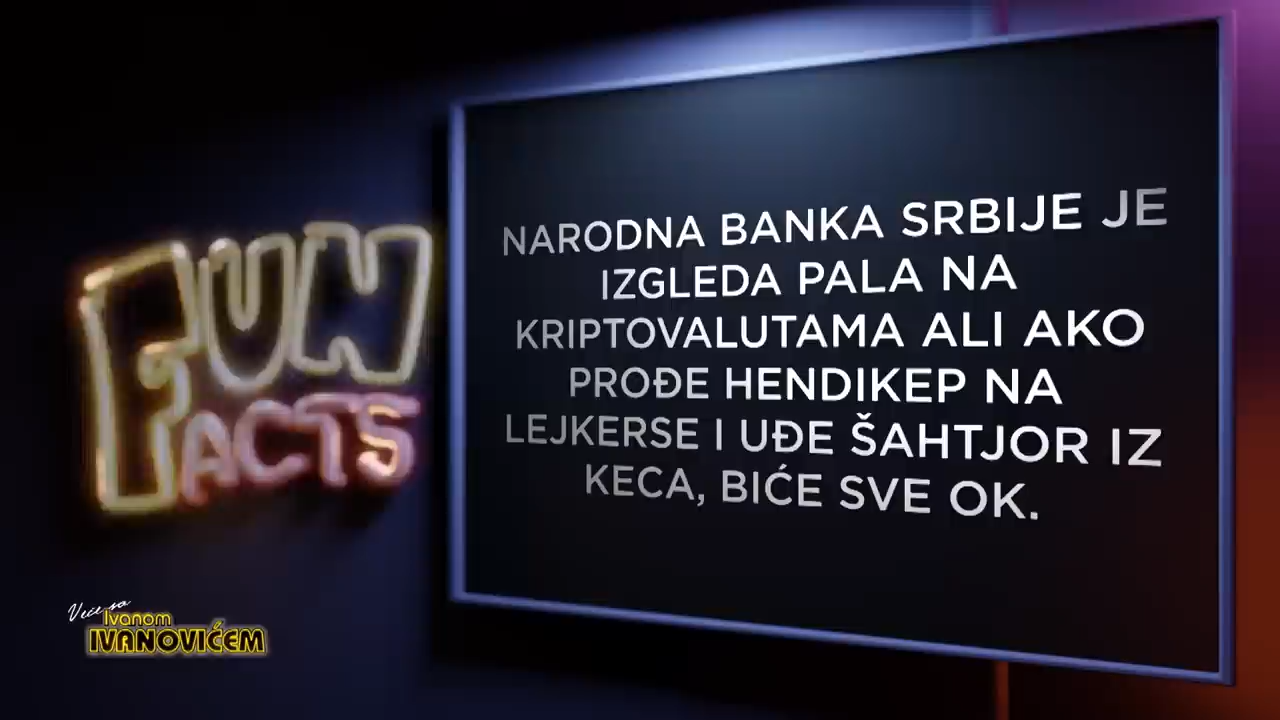 FUN
FACTS
NARODNA BANKA SRBIJE JE
IZGLEDA PALA NA
KRIPTOVALUTAMA ALI AKO
PROĐE HENDIKEP NA
LEJKERSE I UĐE ŠAHTJOR IZ
KECA, BIĆE SVE OK.
Veče sa
Ivanom
IVANOVIĆEM